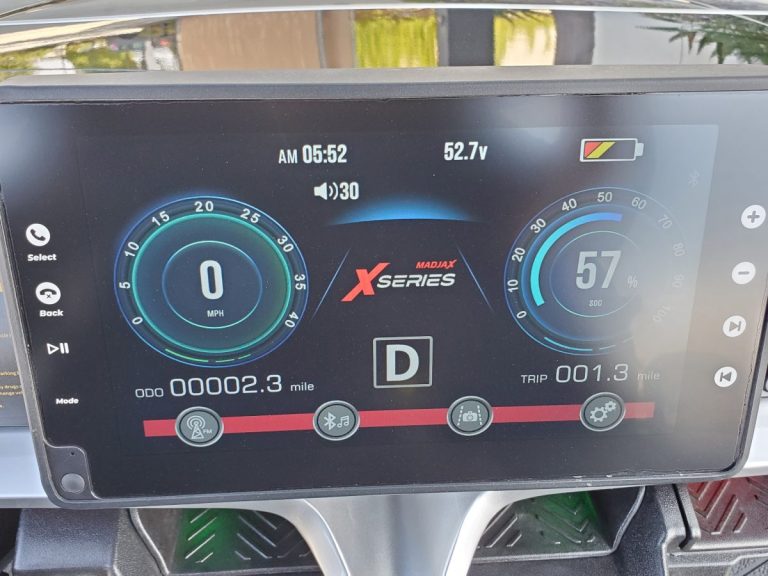 AM 05:52
52.7v
30
Select
Back
Mode
0
5
10
15
20
25
30
35
40
0
MPH
MADJAX
XSERIES
D
0
10
20
30
40
50
60
70
80
100
57 %
SOC
ODO 00002.3 mile
TRIP 001.3 mile
FM